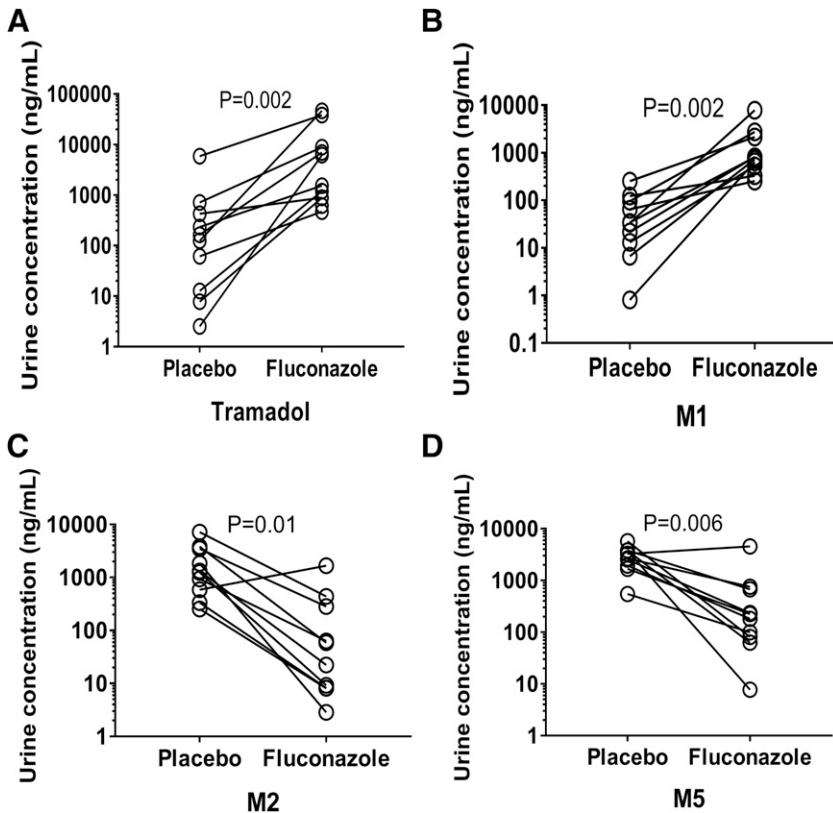 A
Urine concentration (ng/mL)
P=0.002
100000
10000
1000
100
10
1
Placebo Fluconazole
Tramadol
B
Urine concentration (ng/mL)
P=0.002
10000
1000
100
10
1
0.1
Placebo Fluconazole
M1
C
Urine concentration (ng/mL)
P=0.01
10000
1000
100
10
1
Placebo Fluconazole
M2
D
Urine concentration (ng/mL)
P=0.006
10000
1000
100
10
1
Placebo Fluconazole
M5